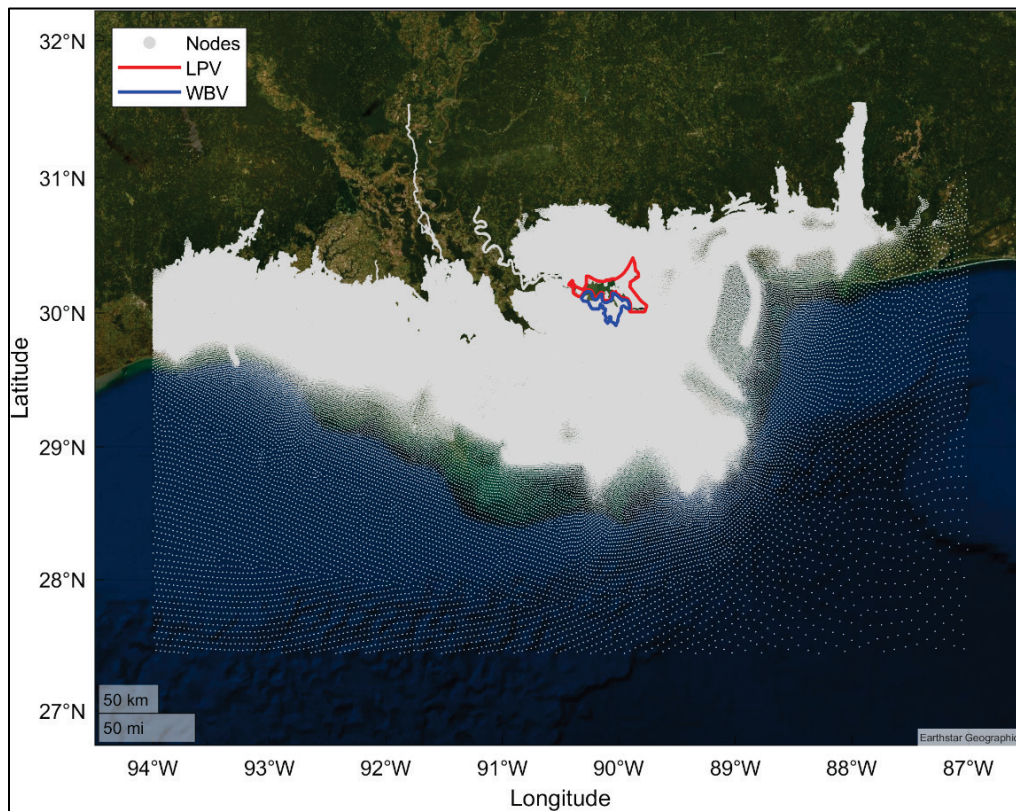 Nodes
LPV
WBV
32°N
31°N
30°N
29°N
28°N
27°N
Latitude
50 km
50 mi
Earthstar Geographic
94°W 93°W 92°W 91°W 90°W 89°W 88°W 87°W
Longitude